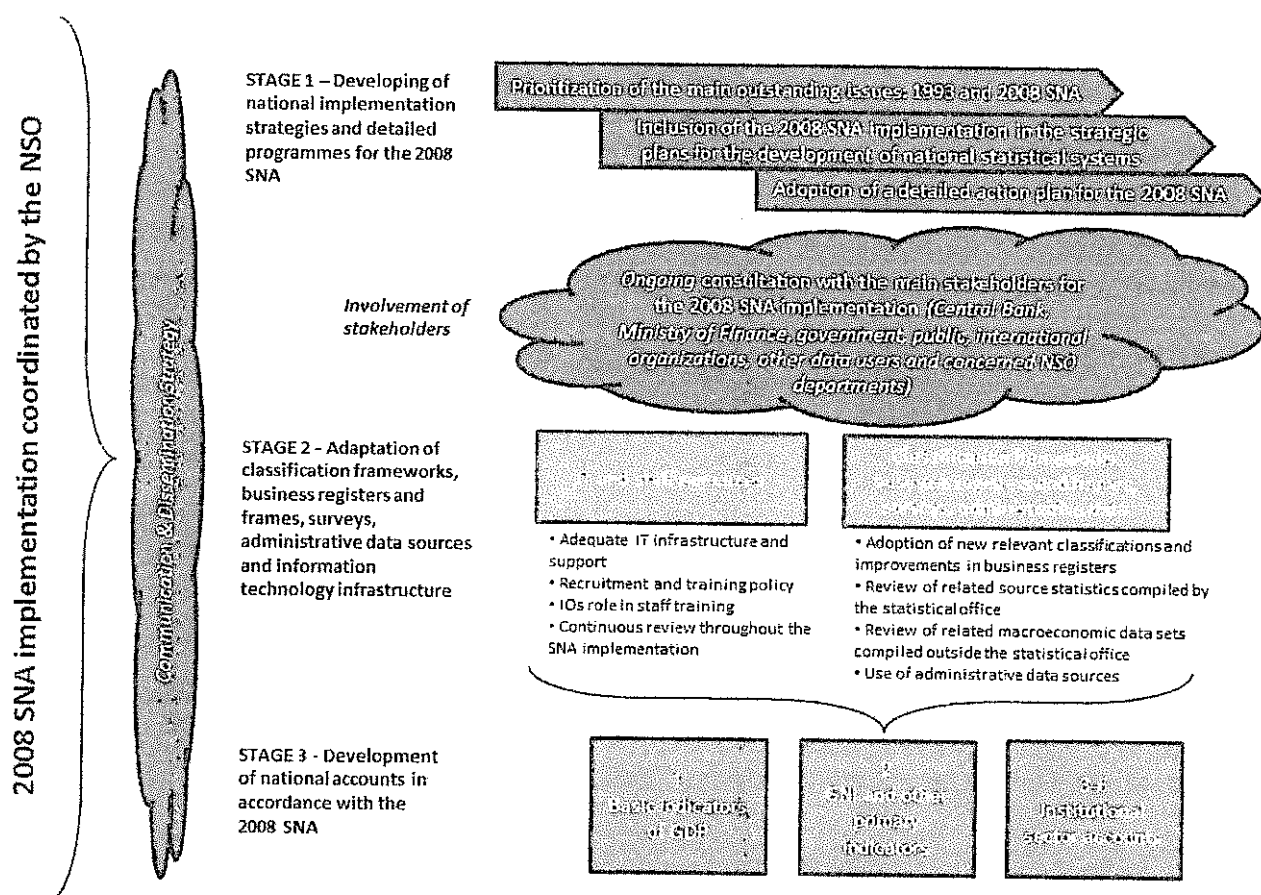 2008 SNA implementation coordinated by the NSO
Communication & Dissemination Strategy
STAGE 1 – Developing of
national implementation
strategies and detailed
programmes for the 2008
SNA
Prioritization of the main outstanding issues: 1993 and 2008 SNA
Inclusion of the 2008 SNA implementation in the strategic
plans for the development of national statistical systems
Adoption of a detailed action plan for the 2008 SNA
Involvement of
stakeholders
Ongoing consultation with the main stakeholders for
the 2008 SNA implementation (Central Bank,
Ministry of Finance, government, public, international
organizations, other data users and concerned NSO
departments)
STAGE 2 - Adaptation of
classification frameworks,
business registers and
frames, surveys,
administrative data sources
and information
technology infrastructure
• Adequate IT infrastructure and
support
• Recruitment and training policy
• IOs role in staff training
• Continuous review throughout the
SNA implementation
• Adoption of new relevant classifications and
improvements in business registers
• Review of related source statistics compiled by
the statistical office
• Review of related macroeconomic data sets
compiled outside the statistical office
• Use of administrative data sources
STAGE 3 - Development
of national accounts in
accordance with the
2008 SNA
Basic indicators
of GDP
GNI and other
primary
indicators
Institutional
sector accounts